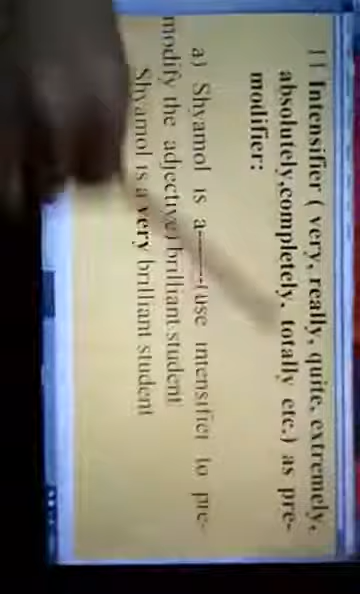 11 Intensifier ( very, really, quite, extremely,
absolutely,completely, totally etc.) as pre-
modifier:
a) Shyamol is a-----(use intensifier to pre-
modify the adjective) brilliant student
Shyamol is a very brilliant student